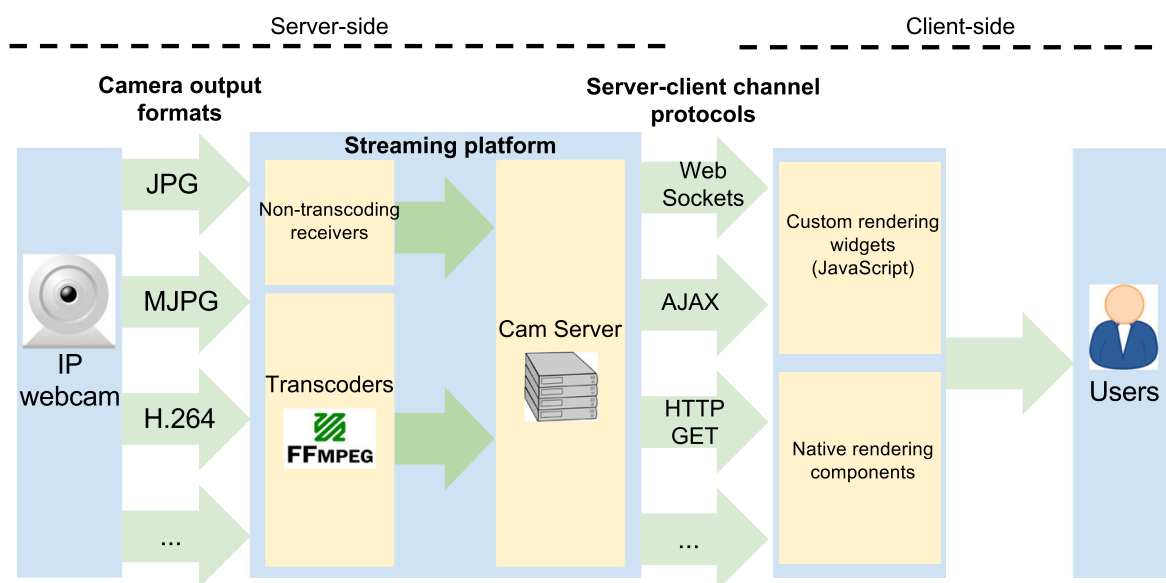 Server-side
Client-side
Camera output
formats
Server-client channel
protocols
Streaming platform
IP
webcam
JPG
MJPG
H.264
...
Non-transcoding
receivers
Transcoders
FFMPEG
Cam Server
Web
Sockets
AJAX
HTTP
GET
...
Custom rendering
widgets
(JavaScript)
Native rendering
components
Users